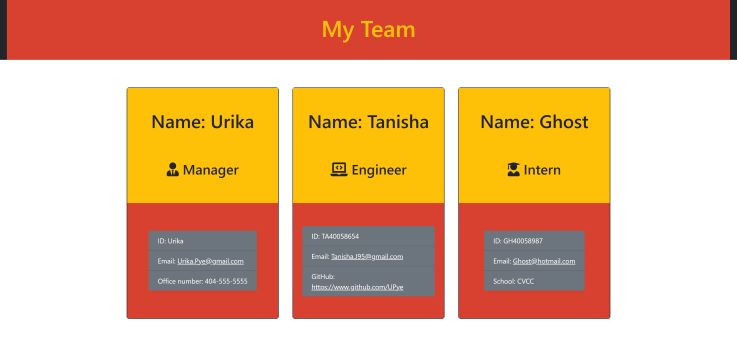 My Team
Name: Urika
Manager
ID: Urika
Email: Urika.Pye@gmail.com
Office number: 404-555-5555
Name: Tanisha
Engineer
ID: TA40058654
Email: Tanisha.J95@gmail.com
GitHub:
https://www.github.com/UPye
Name: Ghost
Intern
ID: GH40058987
Email: Ghost@hotmail.com
School: CVCC